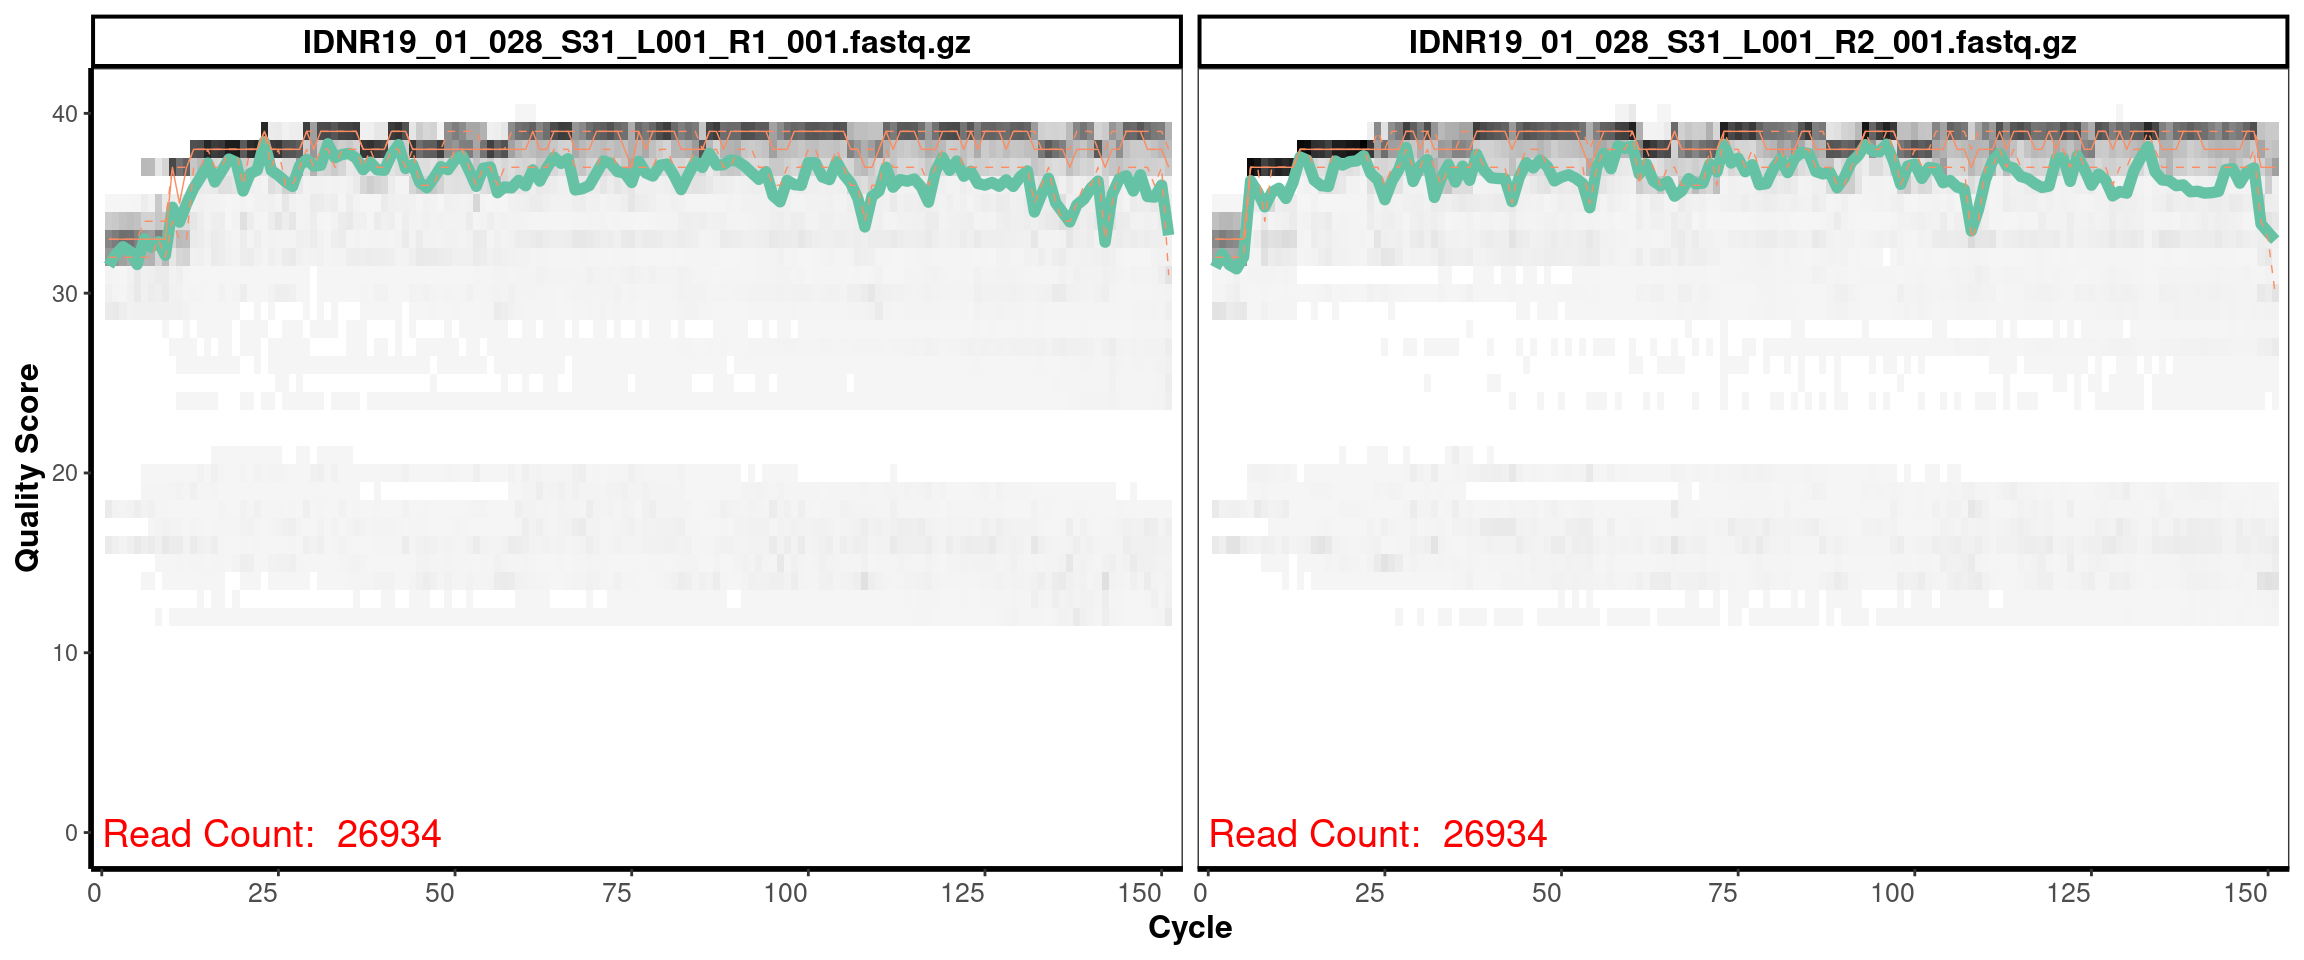 IDNR19_01_028_S31_L001_R1_001.fastq.gz
IDNR19_01_028_S31_L001_R2_001.fastq.gz
Quality Score
40
30
20
10
0
Read Count:  26934
Read Count:  26934
0 25 50 75 100 125 150
0 25 50 75 100 125 150
Cycle